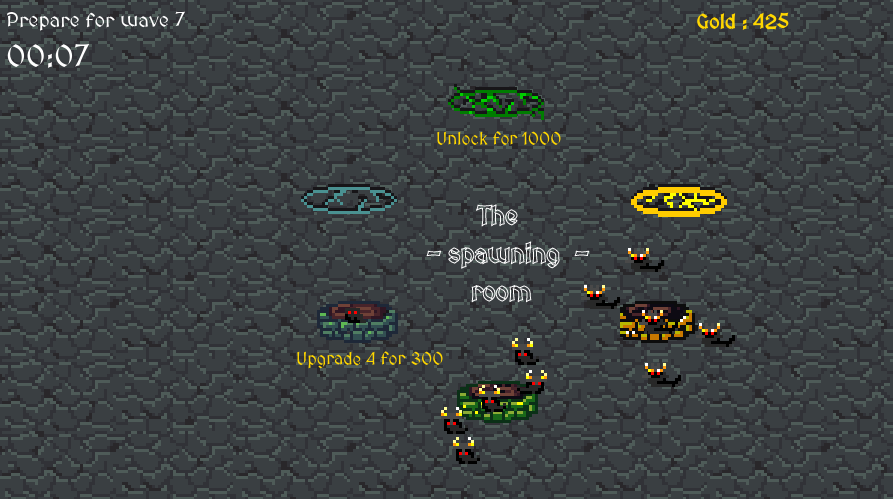 Prepare for wave 7
Gold : 425
00:07
Unlock for 1000
The
- spawning -
room
Upgrade 4 for 300